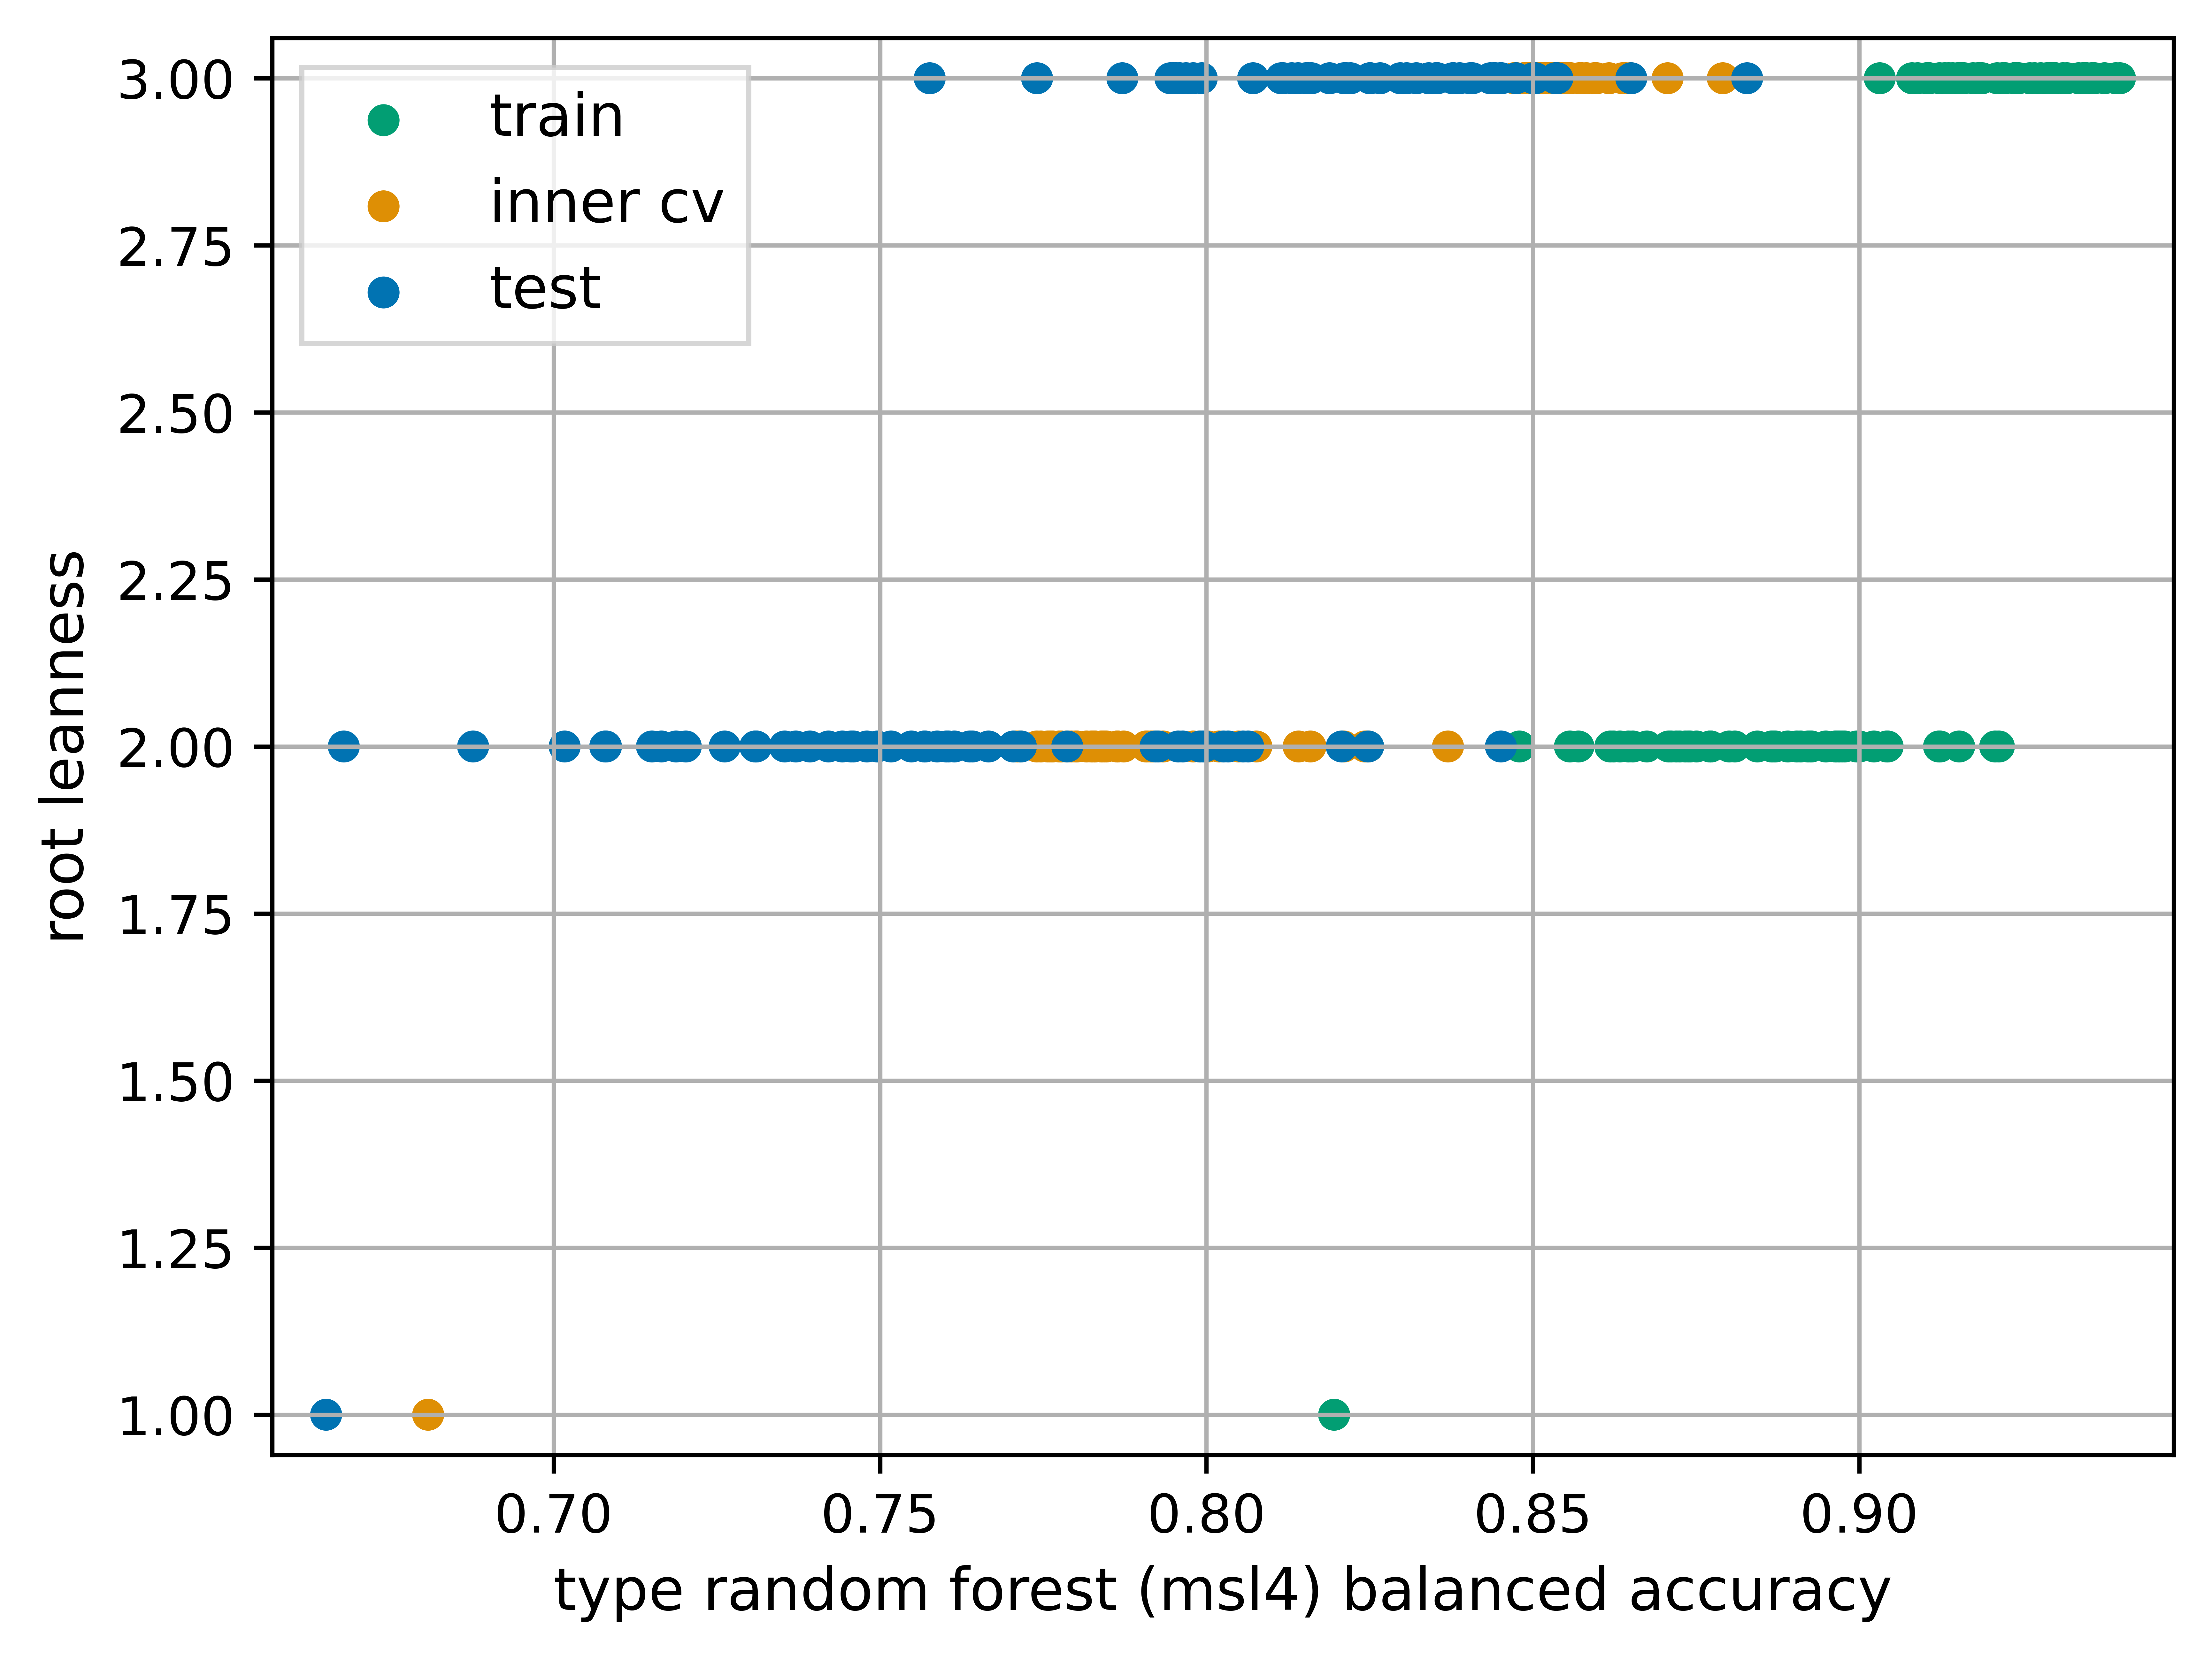 train
inner cv
test
root leanness
3.00
2.75
2.50
2.25
2.00
1.75
1.50
1.25
1.00
0.70 0.75 0.80 0.85 0.90
type random forest (msl4) balanced accuracy